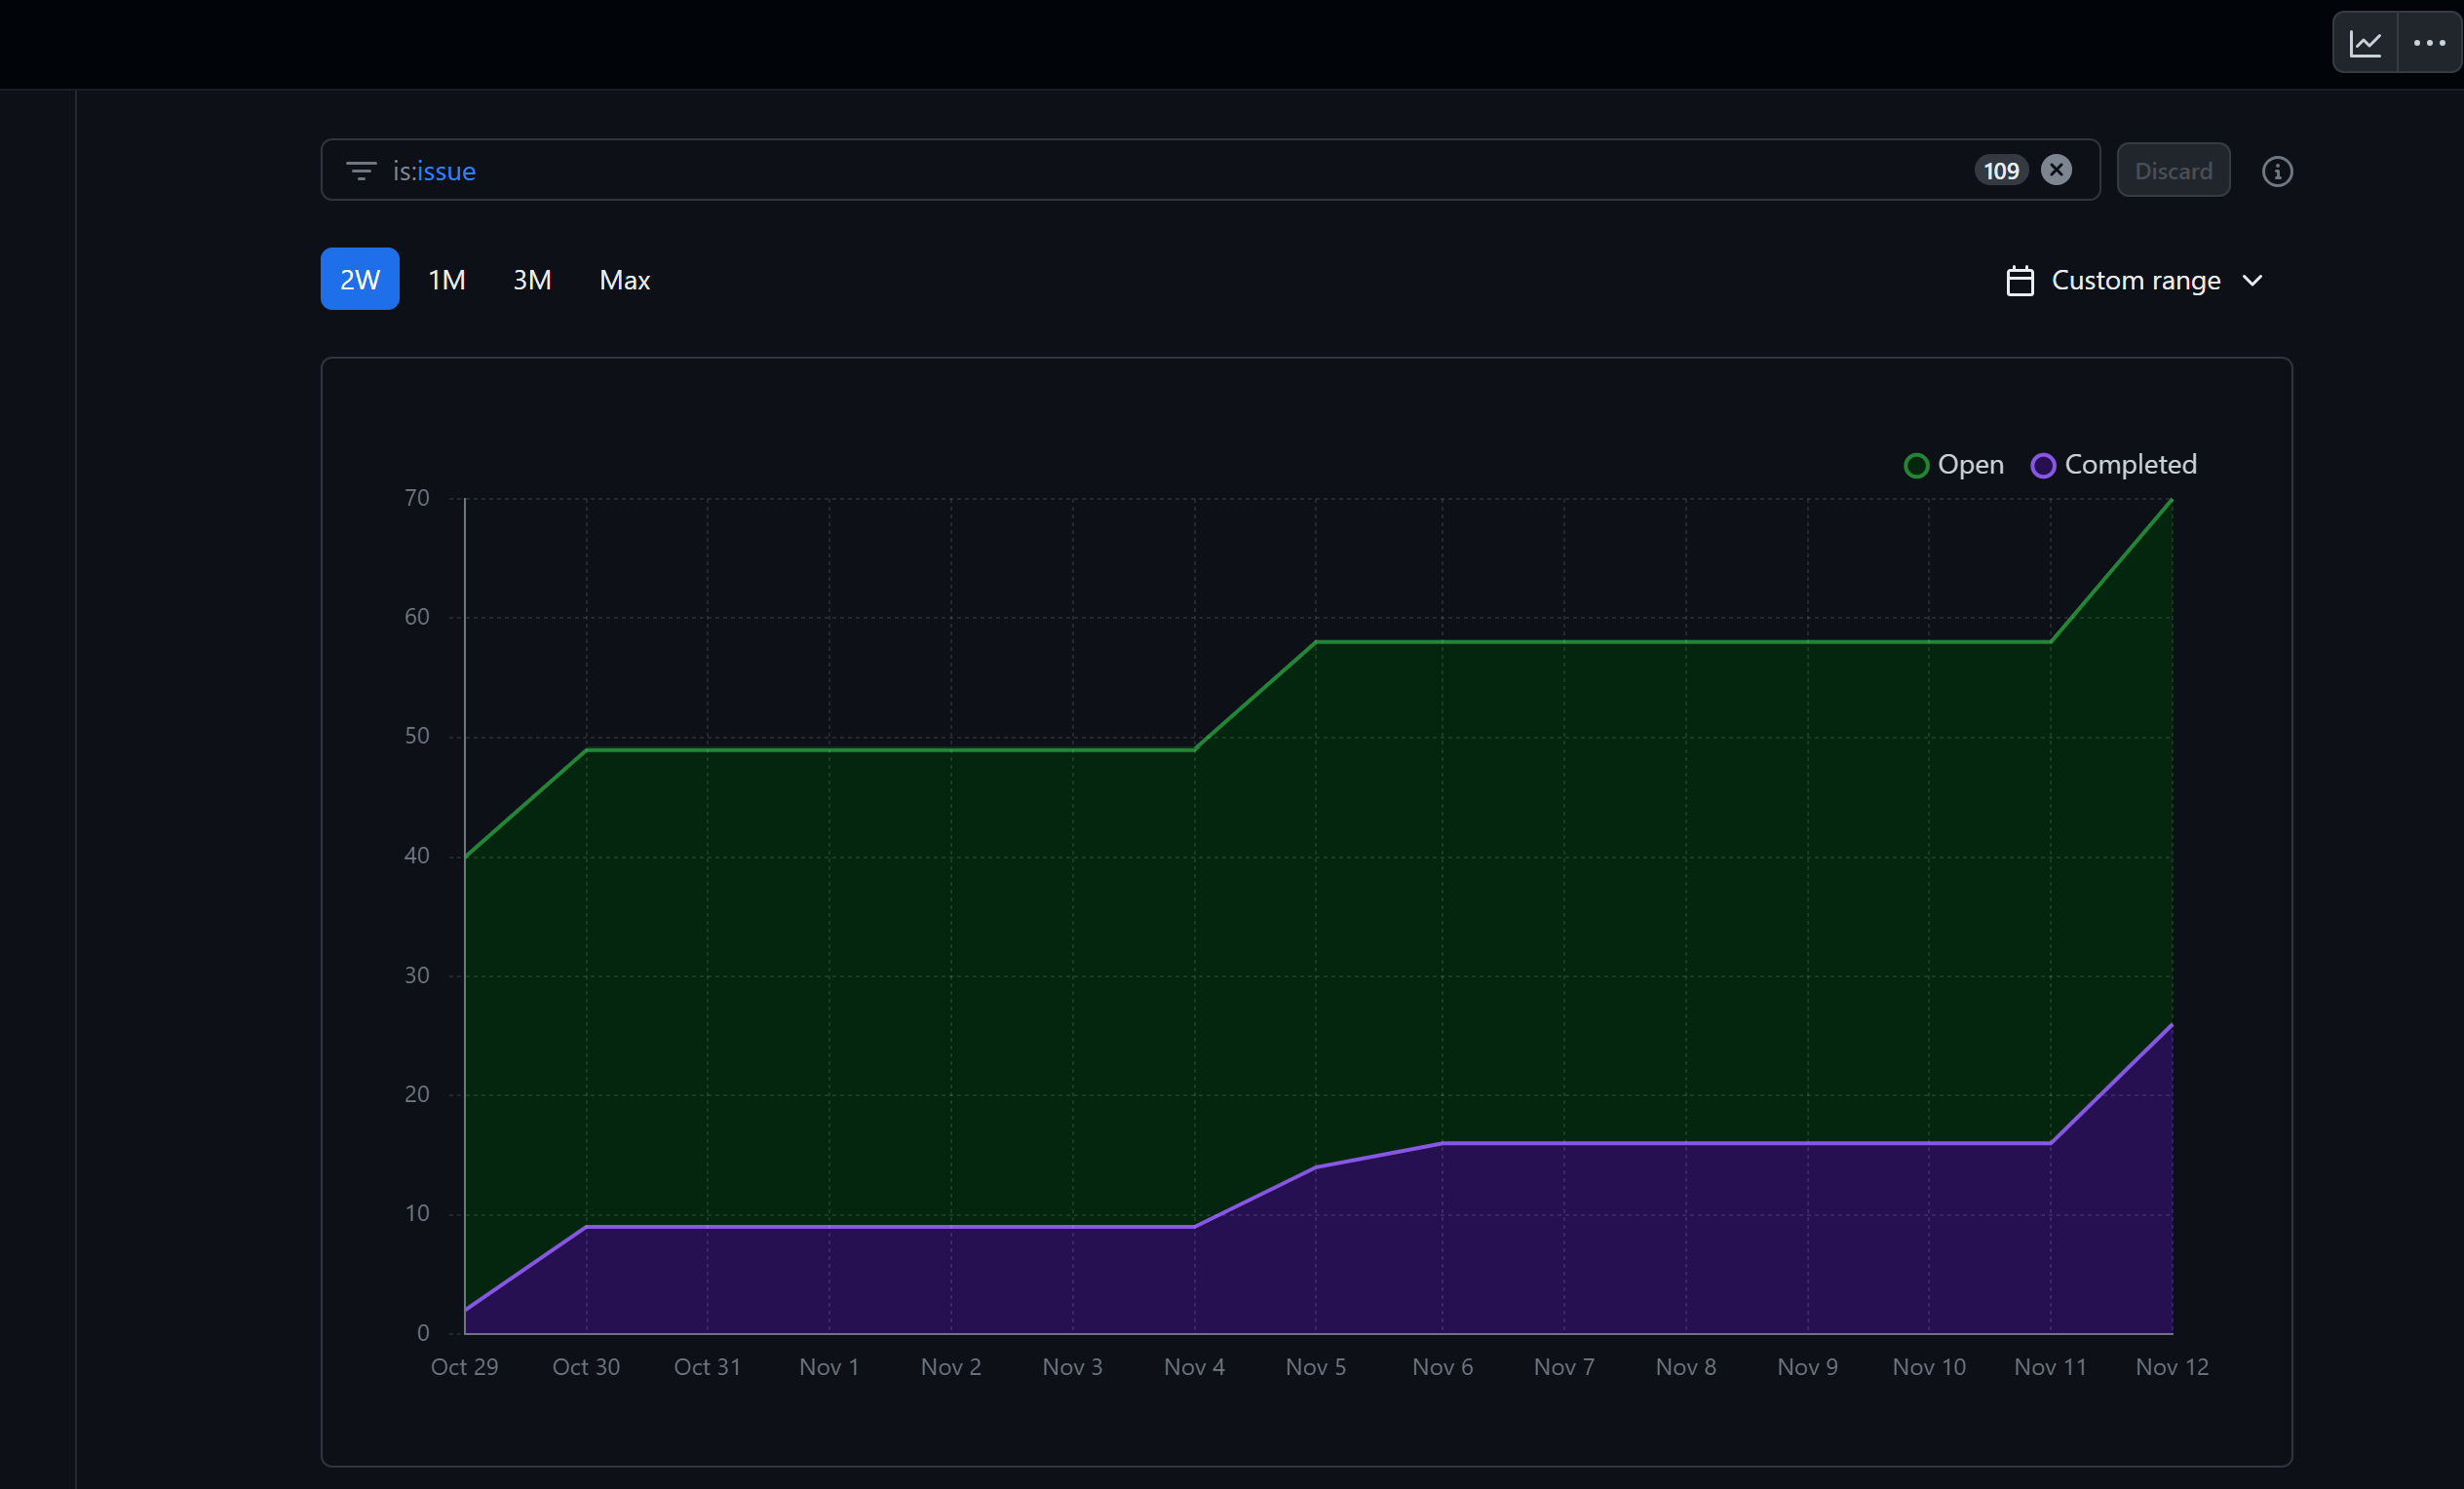 is:issue 109 Discard
2W 1M 3M Max Custom range
Open Completed
70
60
50
40
30
20
10
0
Oct 29 Oct 30 Oct 31 Nov 1 Nov 2 Nov 3 Nov 4 Nov 5 Nov 6 Nov 7 Nov 8 Nov 9 Nov 10 Nov 11 Nov 12